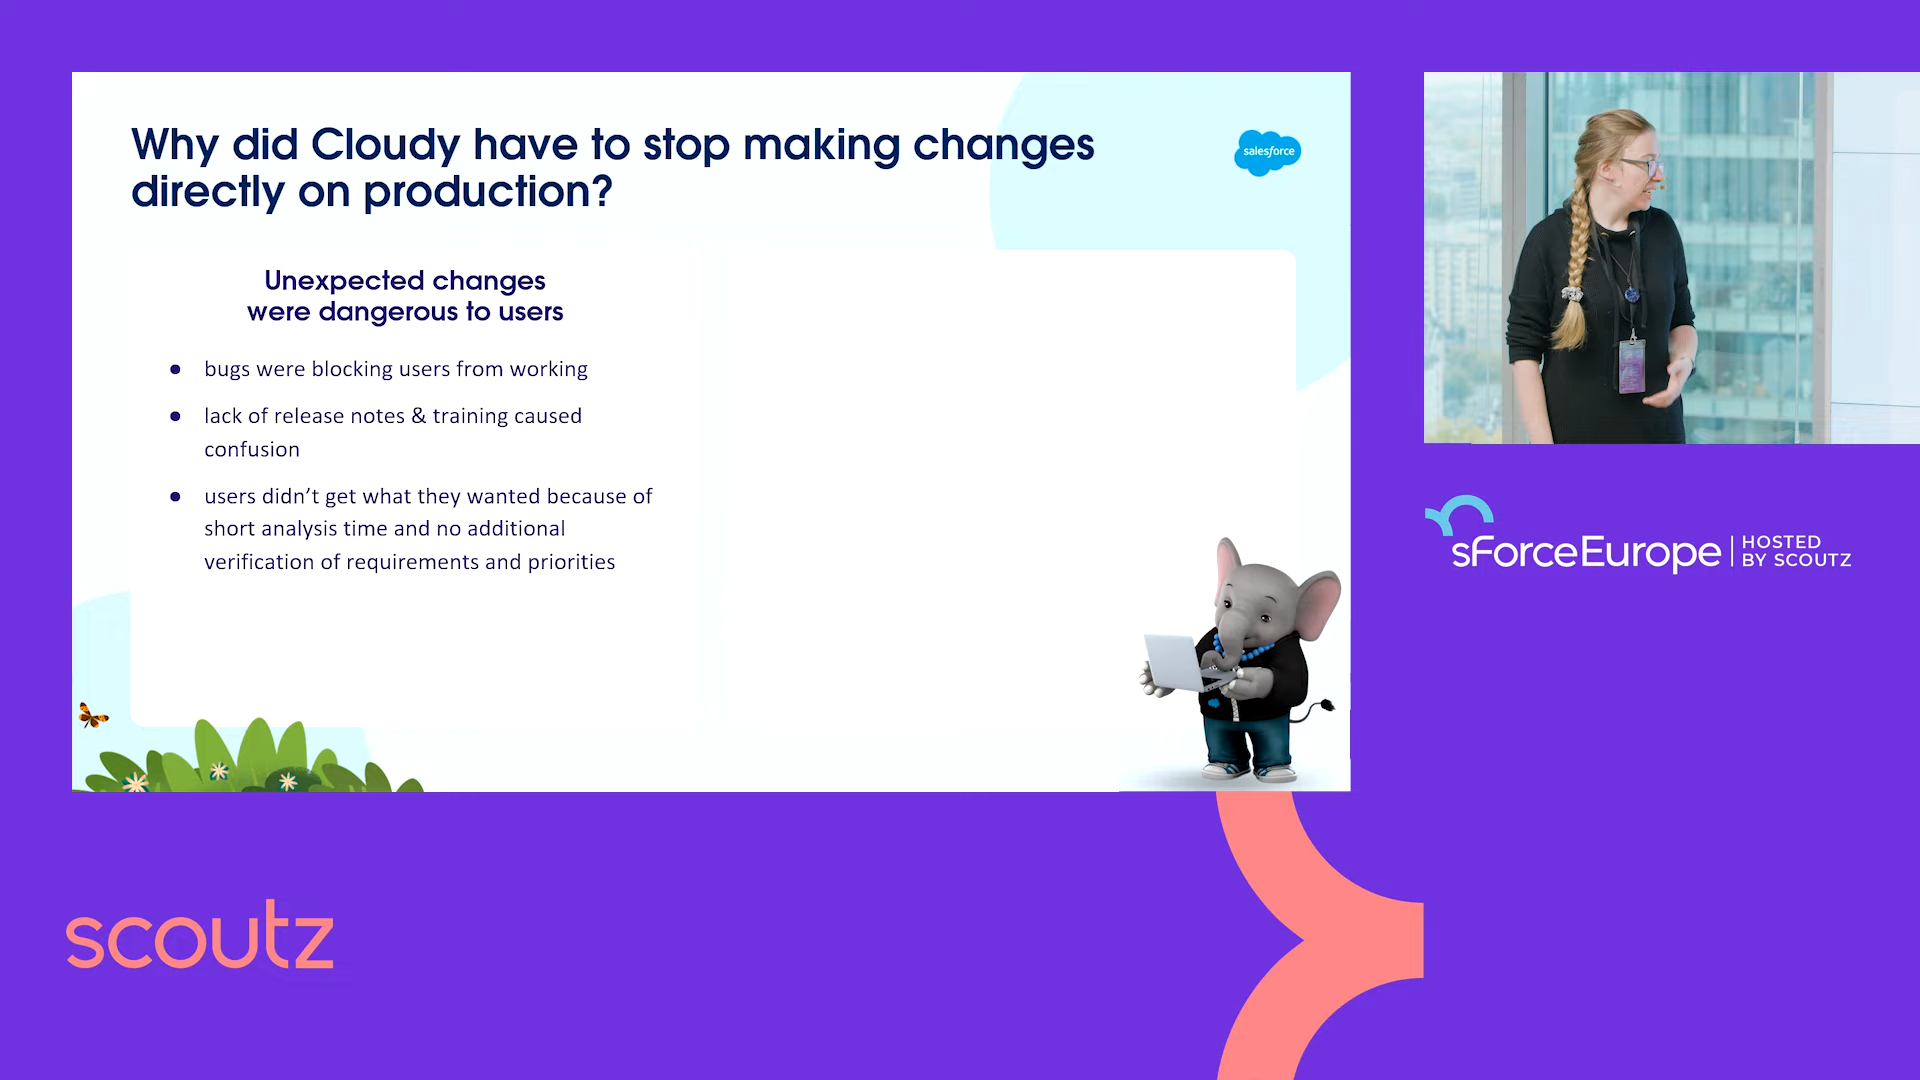 Why did Cloudy have to stop making changes
directly on production?
salesforce
Unexpected changes
were dangerous to users
● bugs were blocking users from working
● lack of release notes & training caused
confusion
● users didn’t get what they wanted because of
short analysis time and no additional
verification of requirements and priorities
sForceEurope | HOSTED
BY SCOUTZ
scoutz